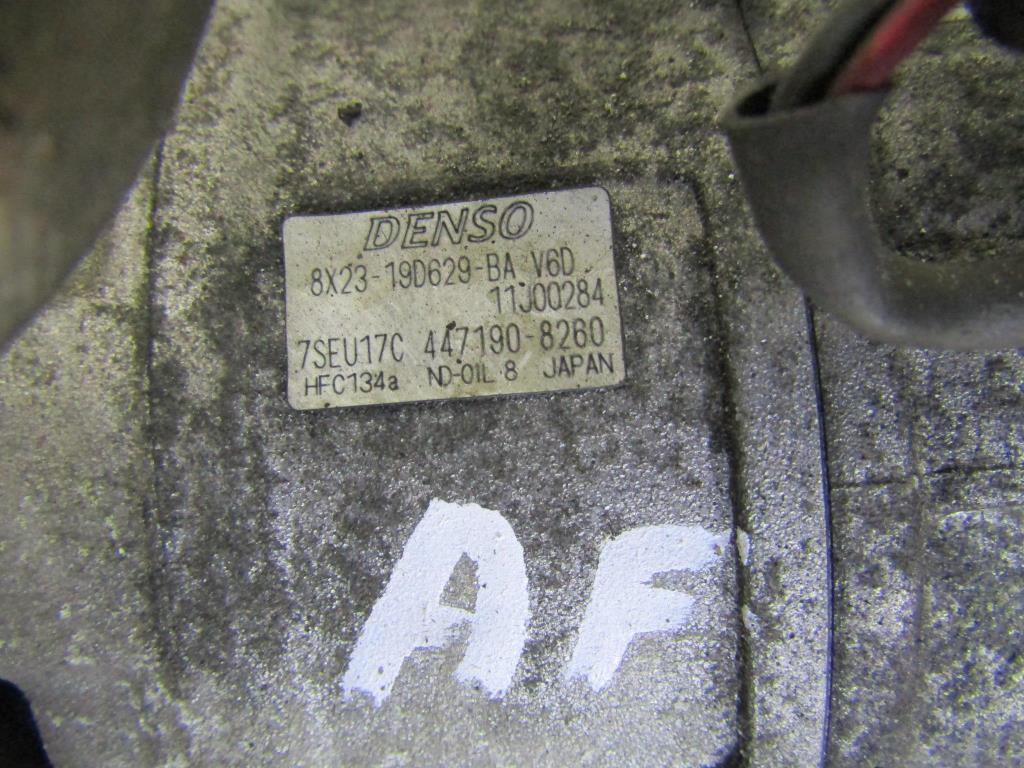 DENSO
8X23-19D629-BA V6D
11J00284
7SEU17C 447190-8260
HFC134a ND-OIL 8 JAPAN
AF